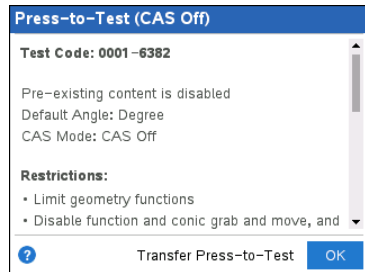 Press-to-Test (CAS Off)
Test Code: 0001-6382
Pre-existing content is disabled
Default Angle: Degree
CAS Mode: CAS Off
Restrictions:
• Limit geometry functions
• Disable function and conic grab and move, and
? Transfer Press-to-Test OK